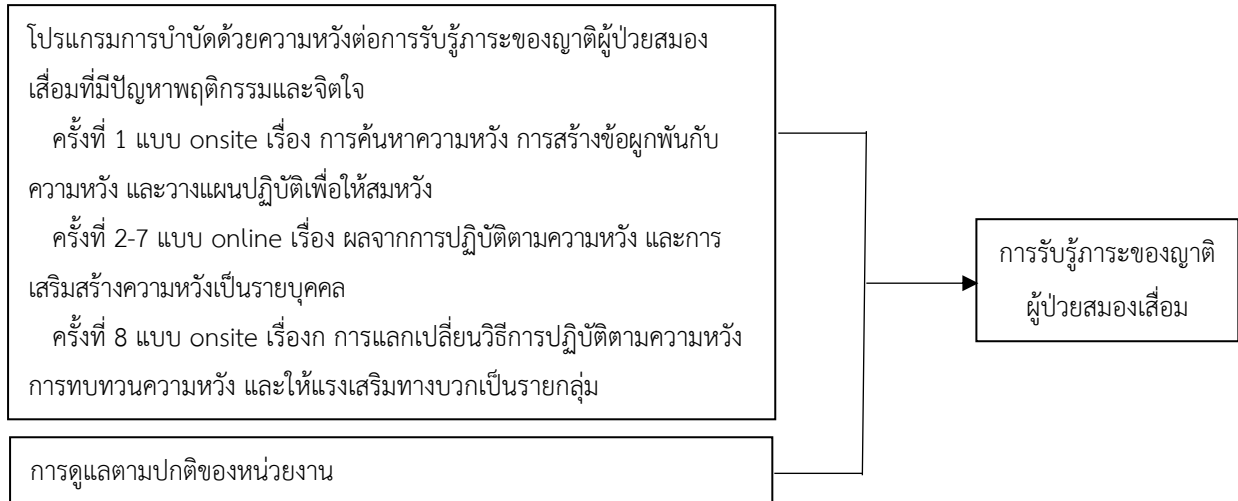 โปรแกรมการบำบัดด้วยความหวังต่อการรับรู้ภาระของญาติผู้ป่วยสมอง
เสื่อมที่มีปัญหาพฤติกรรมและจิตใจ
ครั้งที่ 1 แบบ onsite เรื่อง การค้นหาความหวัง การสร้างข้อผูกพันกับ
ความหวัง และวางแผนปฏิบัติเพื่อให้สมหวัง
ครั้งที่ 2-7 แบบ online เรื่อง ผลจากการปฏิบัติตามความหวัง และการ
เสริมสร้างความหวังเป็นรายบุคคล
ครั้งที่ 8 แบบ onsite เรื่องก การแลกเปลี่ยนวิธีการปฏิบัติตามความหวัง
การทบทวนความหวัง และให้แรงเสริมทางบวกเป็นรายกลุ่ม
การดูแลตามปกติของหน่วยงาน
การรับรู้ภาระของญาติ
ผู้ป่วยสมองเสื่อม